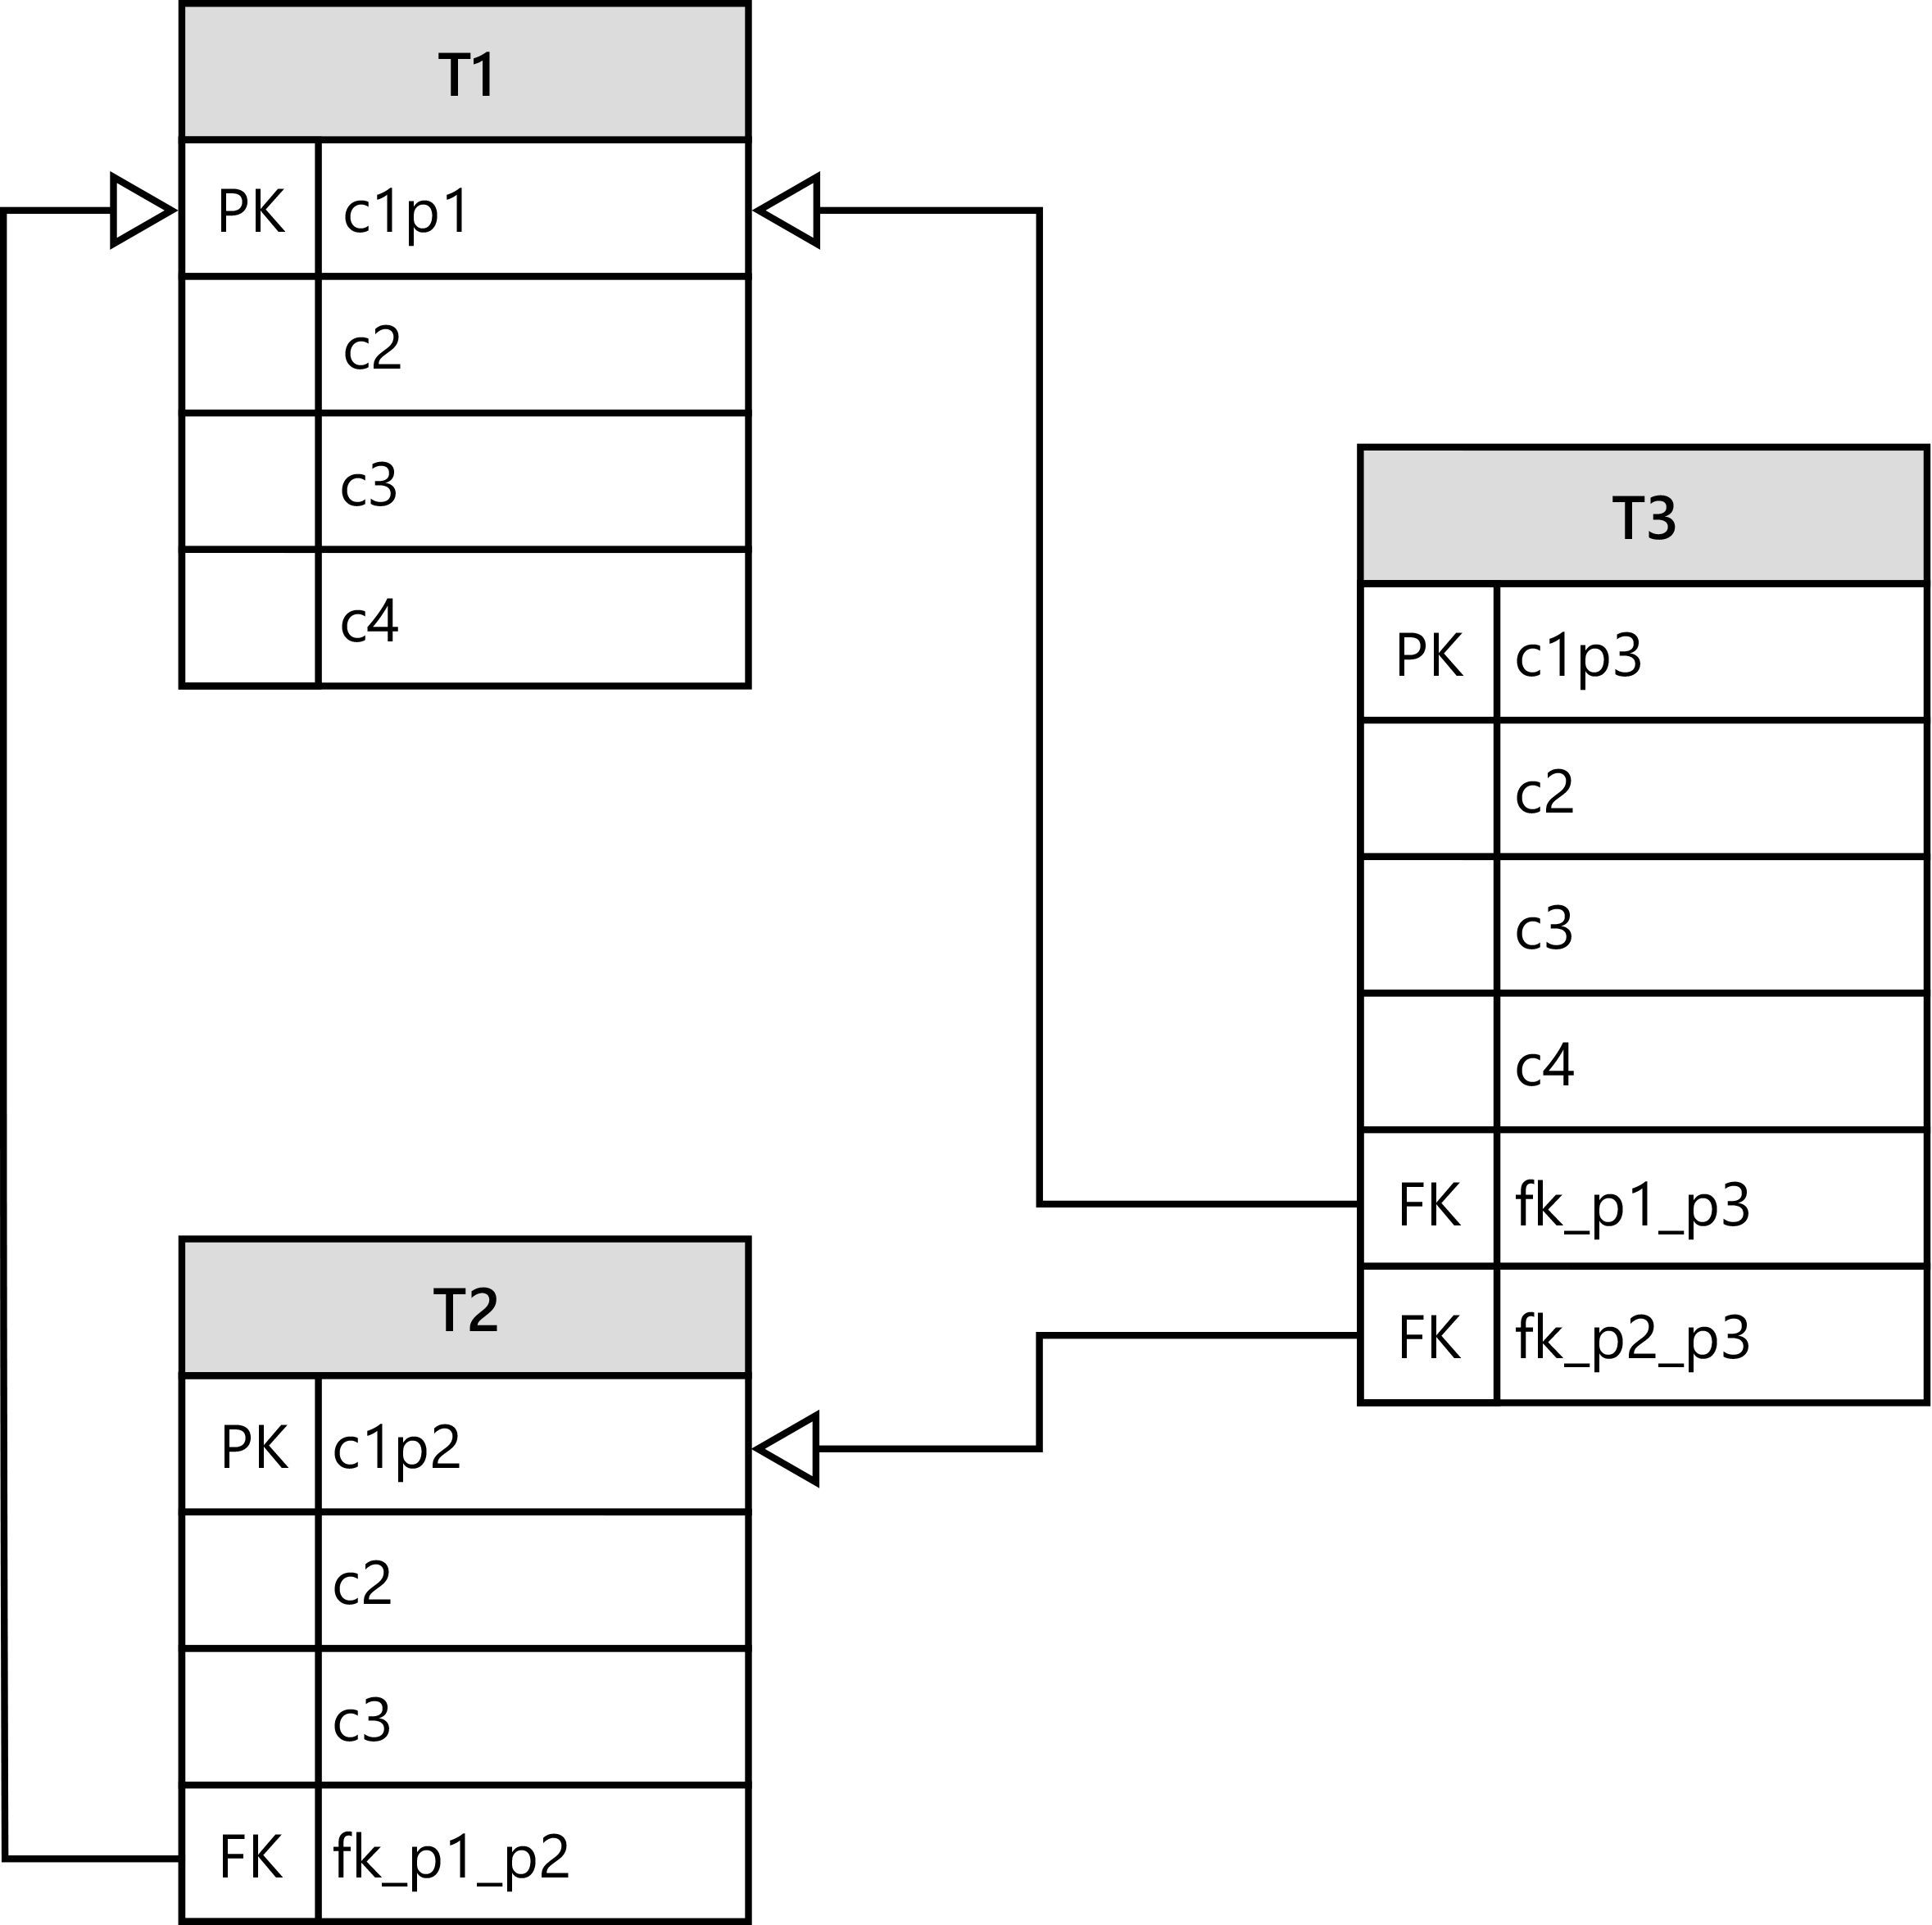 T1
PK c1p1
c2
c3
c4
T3
PK c1p3
c2
c3
c4
FK fk_p1_p3
FK fk_p2_p3
T2
PK c1p2
c2
c3
FK fk_p1_p2